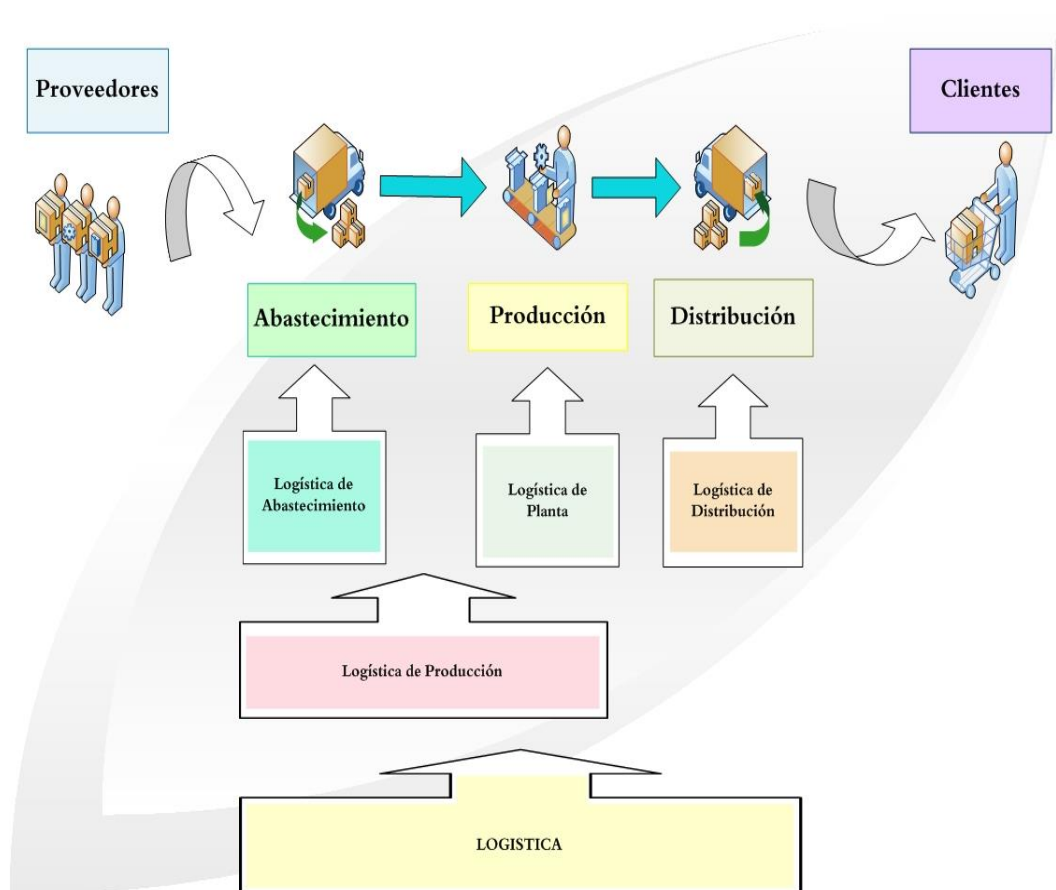 Proveedores
Clientes
Abastecimiento
Producción
Distribución
Logística de
Abastecimiento
Logística de
Planta
Logística de
Distribución
Logística de Producción
LOGISTICA